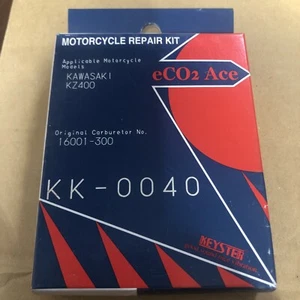 MOTORCYCLE REPAIR KIT
Applicable Motorcycle
Models
KAWASAKI
KZ400
eCO2 Ace
Original Carburetor No.
16001-300
KK-0040
KEYSTER